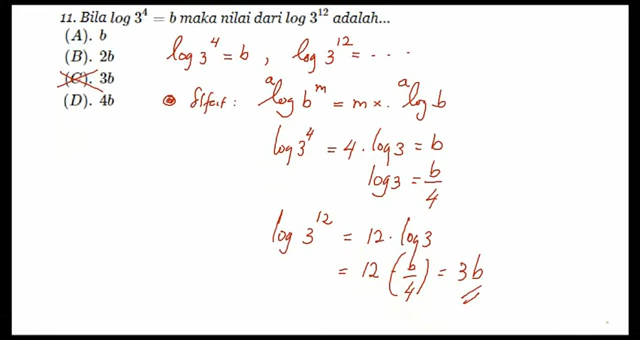 11. Bila log 3⁴ = b maka nilai dari log 3¹² adalah...
(A). b
(B). 2b
(C). 3b
(D). 4b
log 3⁴ = b , log 3¹² = . . . .
Sifat : ᵃlog bᵐ = m × . ᵃlog b
log 3⁴ = 4 . log 3 = b
log 3 = b/4
log 3¹² = 12 . log 3
= 12 (b/4) = 3b